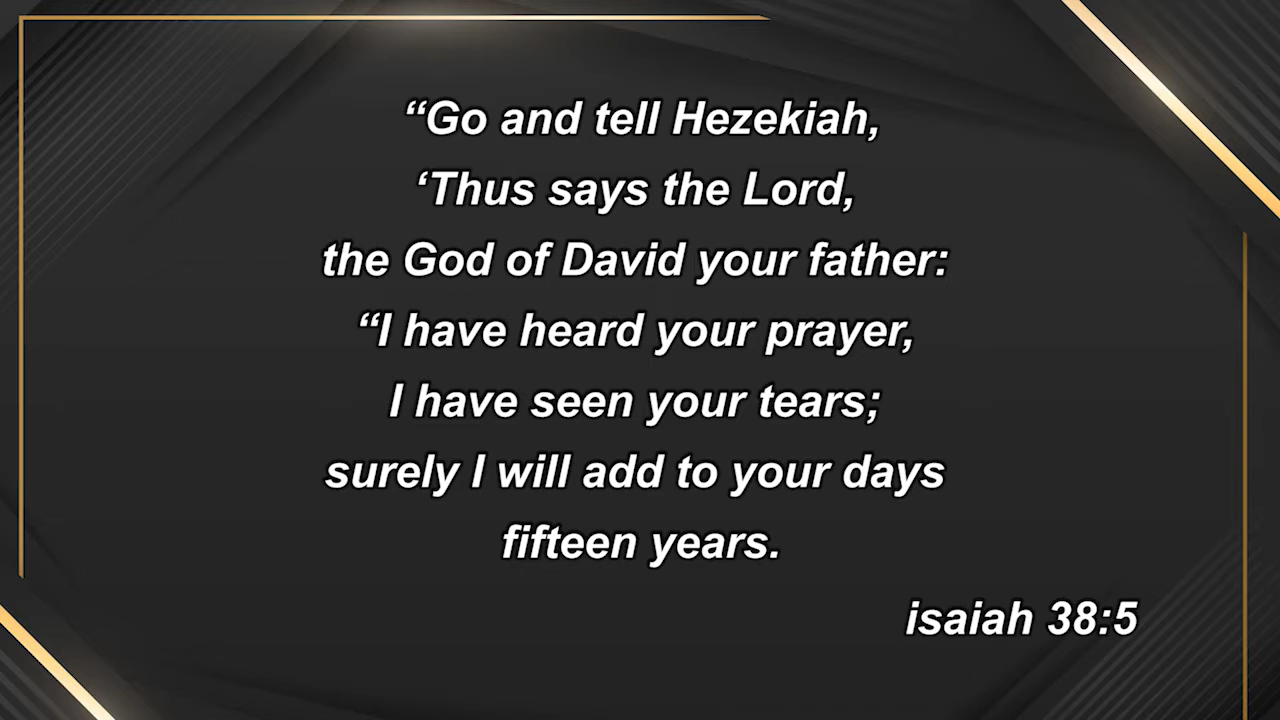 “Go and tell Hezekiah,
‘Thus says the Lord,
the God of David your father:
“I have heard your prayer,
I have seen your tears;
surely I will add to your days
fifteen years.
isaiah 38:5